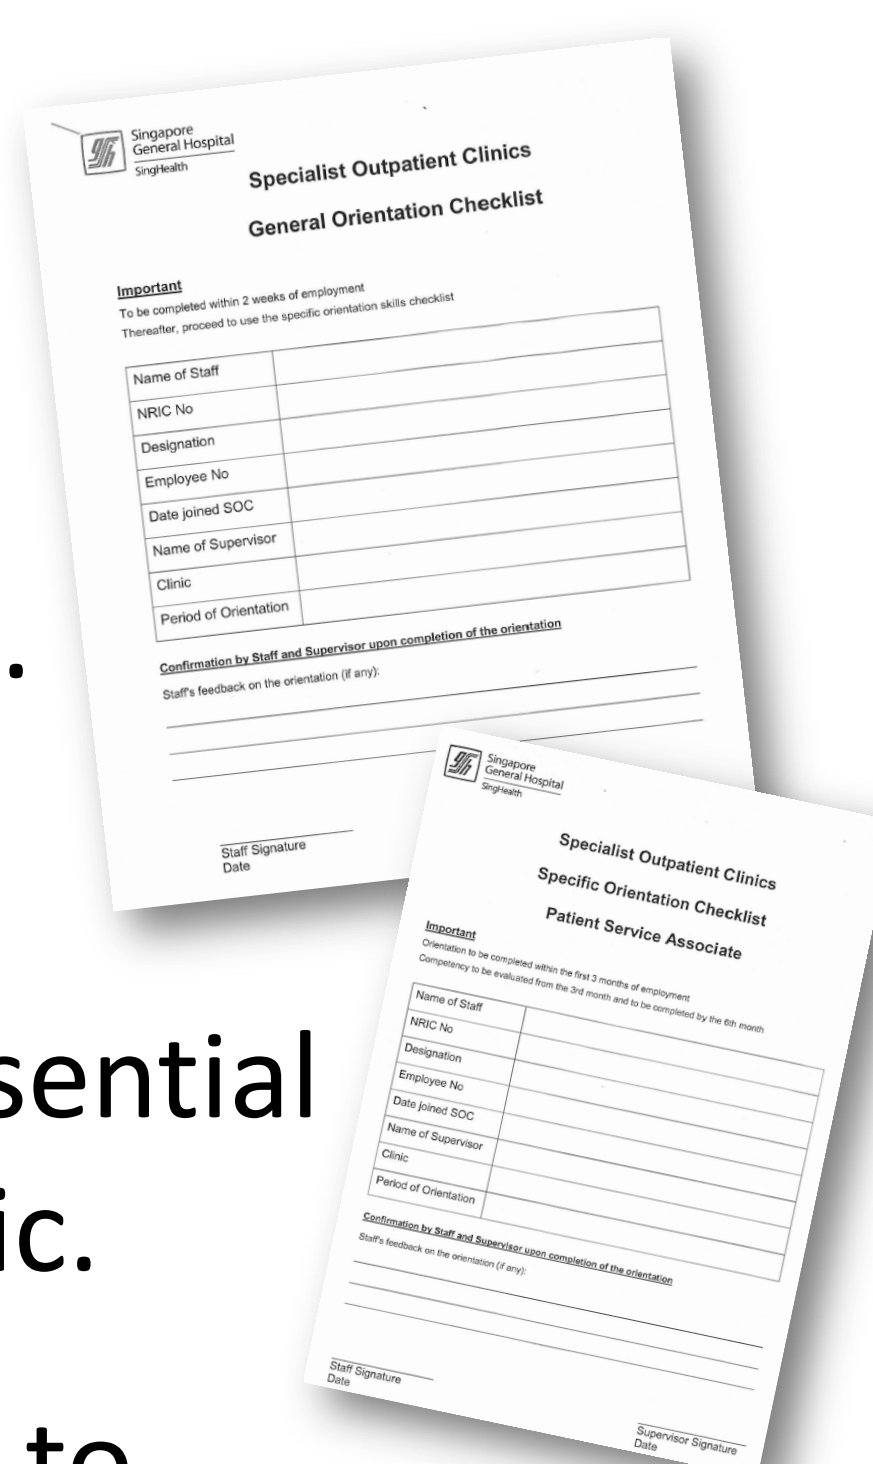 Singapore
General Hospital
SingHealth
Specialist Outpatient Clinics
General Orientation Checklist
Important
To be completed within 2 weeks of employment
Thereafter, proceed to use the specific orientation skills checklist
Name of Staff
NRIC No
Designation
Employee No
Date joined SOC
Name of Supervisor
Clinic
Period of Orientation
Confirmation by Staff and Supervisor upon completion of the orientation
Staff's feedback on the orientation (if any):
Staff Signature
Date
.
Singapore
General Hospital
SingHealth
Specialist Outpatient Clinics
Specific Orientation Checklist
Patient Service Associate
Important
Orientation to be completed within the first 3 months of employment
Competency to be evaluated from the 3rd month and to be completed by the 6th month
Name of Staff
NRIC No
Designation
Employee No
Date joined SOC
Name of Supervisor
Clinic
Period of Orientation
Confirmation by Staff and Supervisor upon completion of the orientation
Staff's feedback on the orientation (if any):
Staff Signature
Date
Supervisor Signature
Date
sential
ic.
to